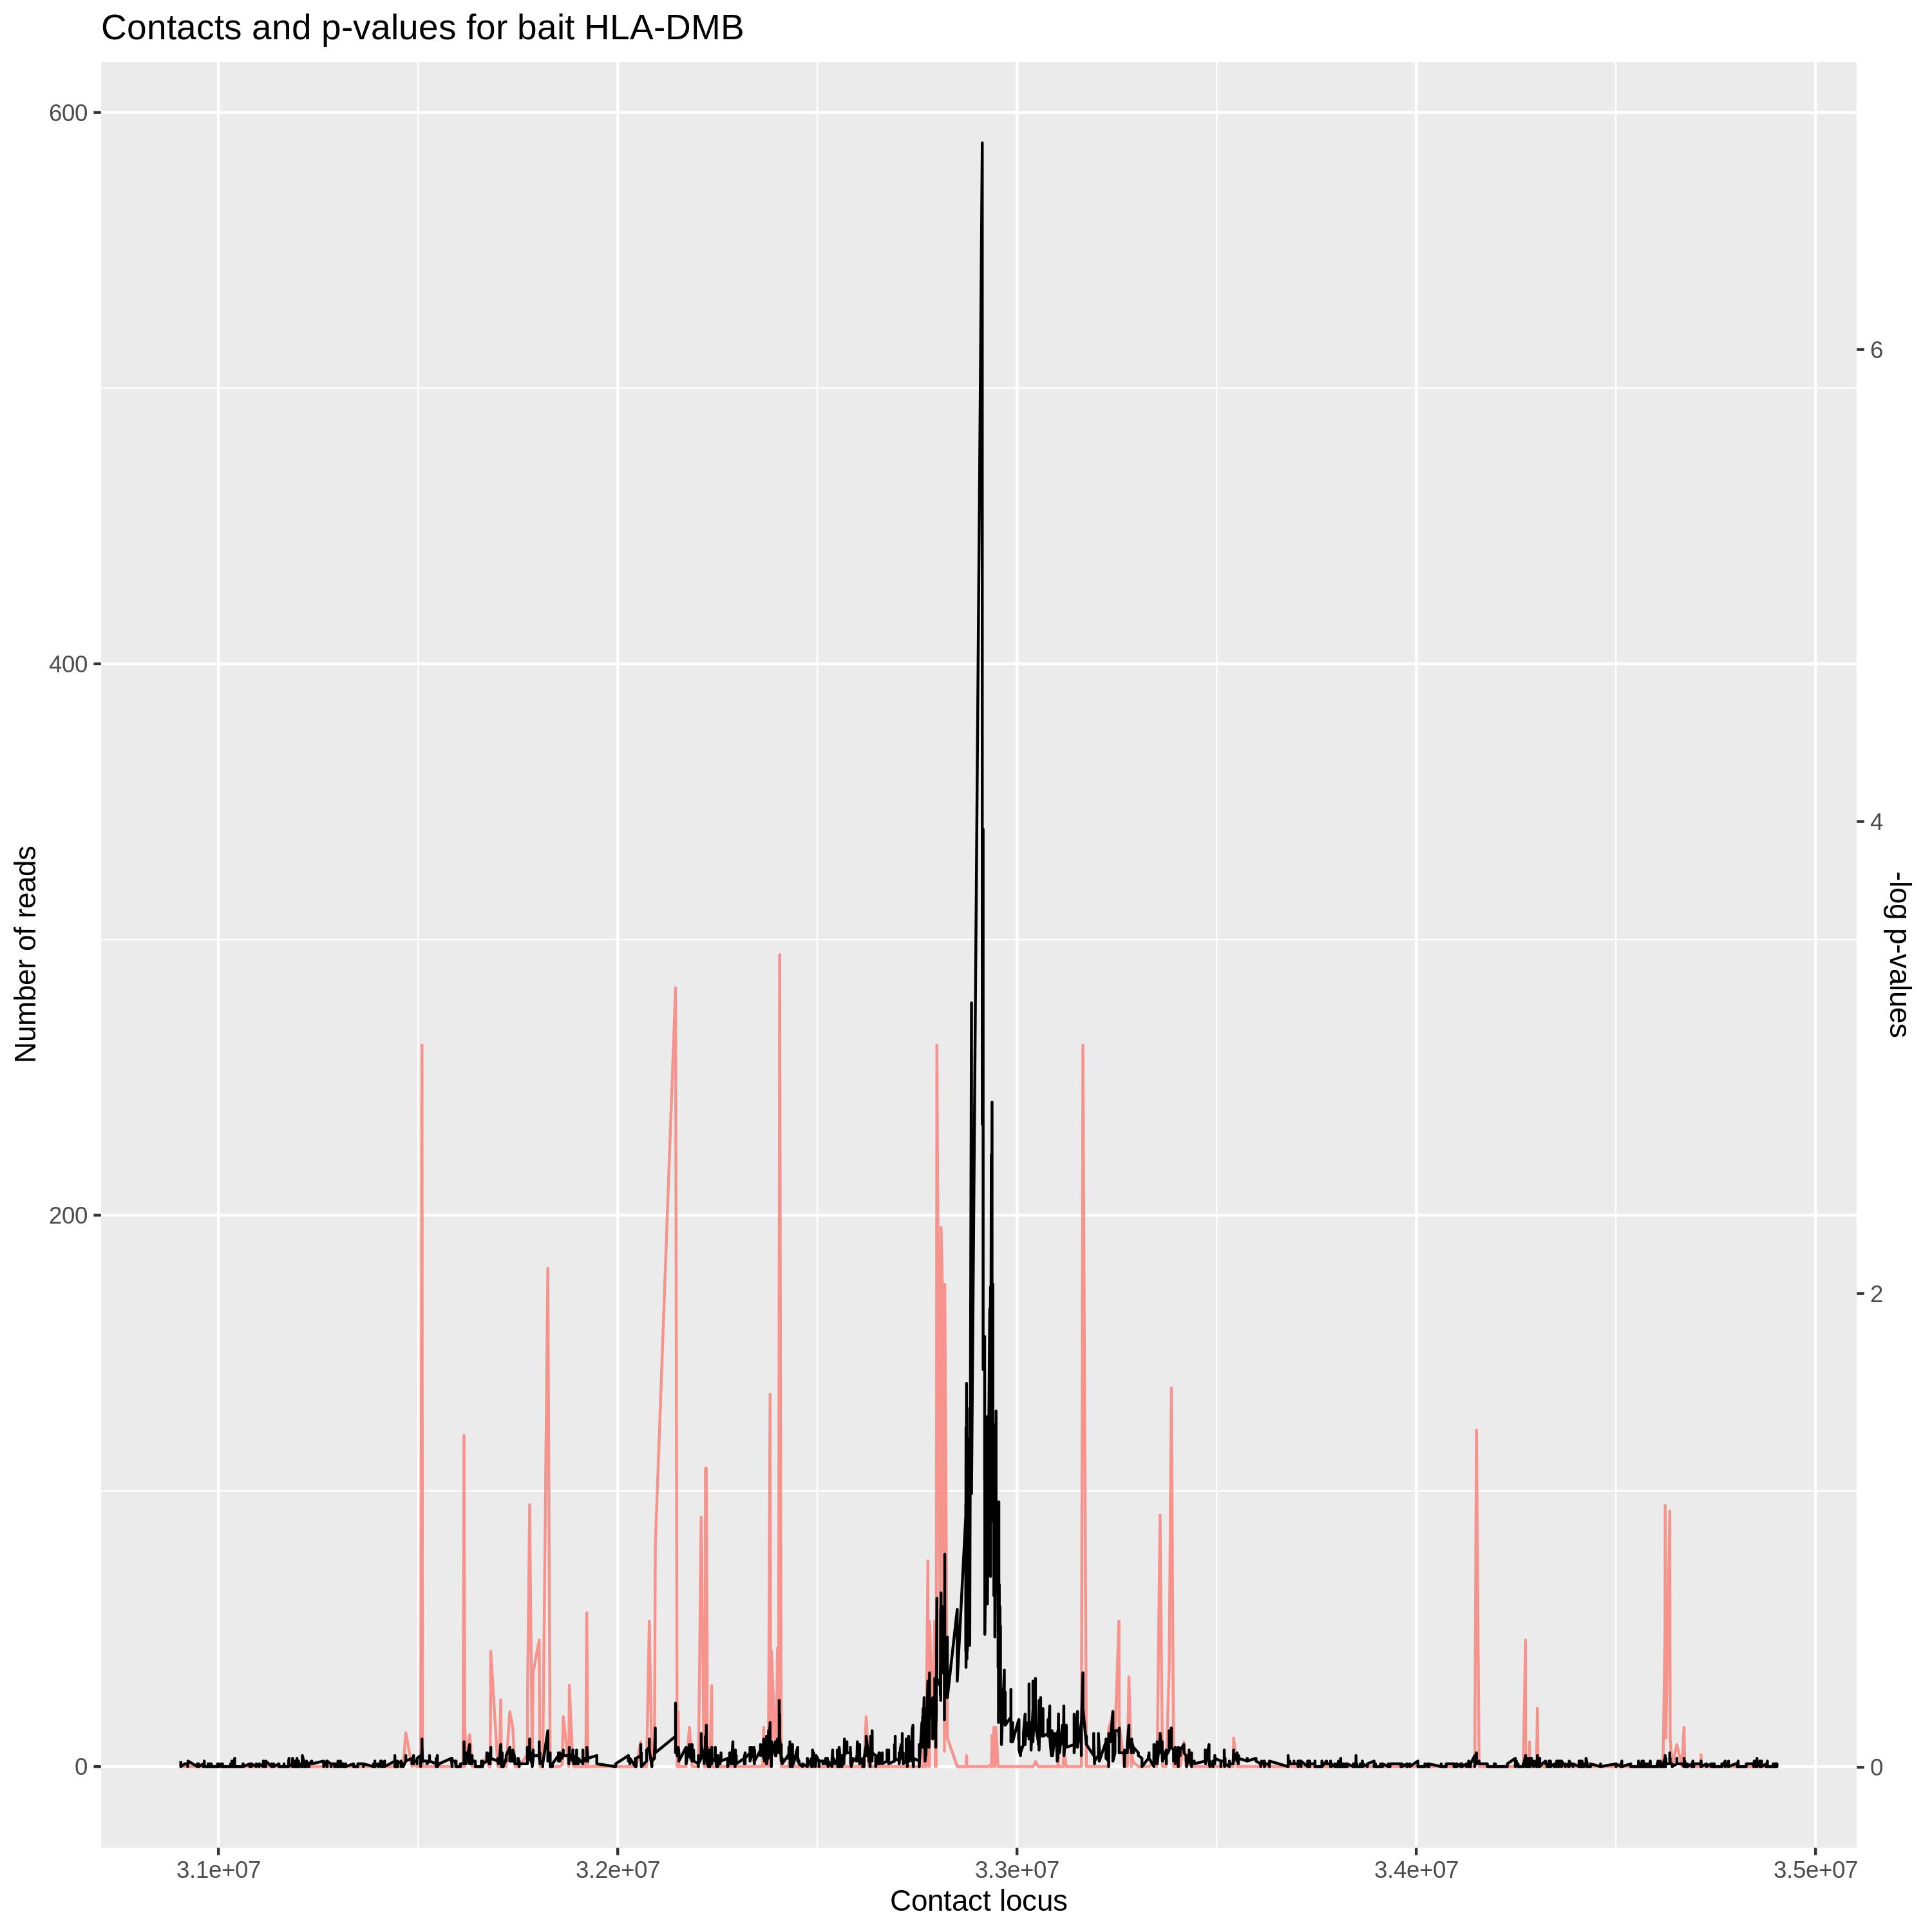 Contacts and p-values for bait HLA-DMB
600
400
200
0
Number of reads
6
4
2
0
-log p-values
3.1e+07
3.2e+07
3.3e+07
3.4e+07
3.5e+07
Contact locus